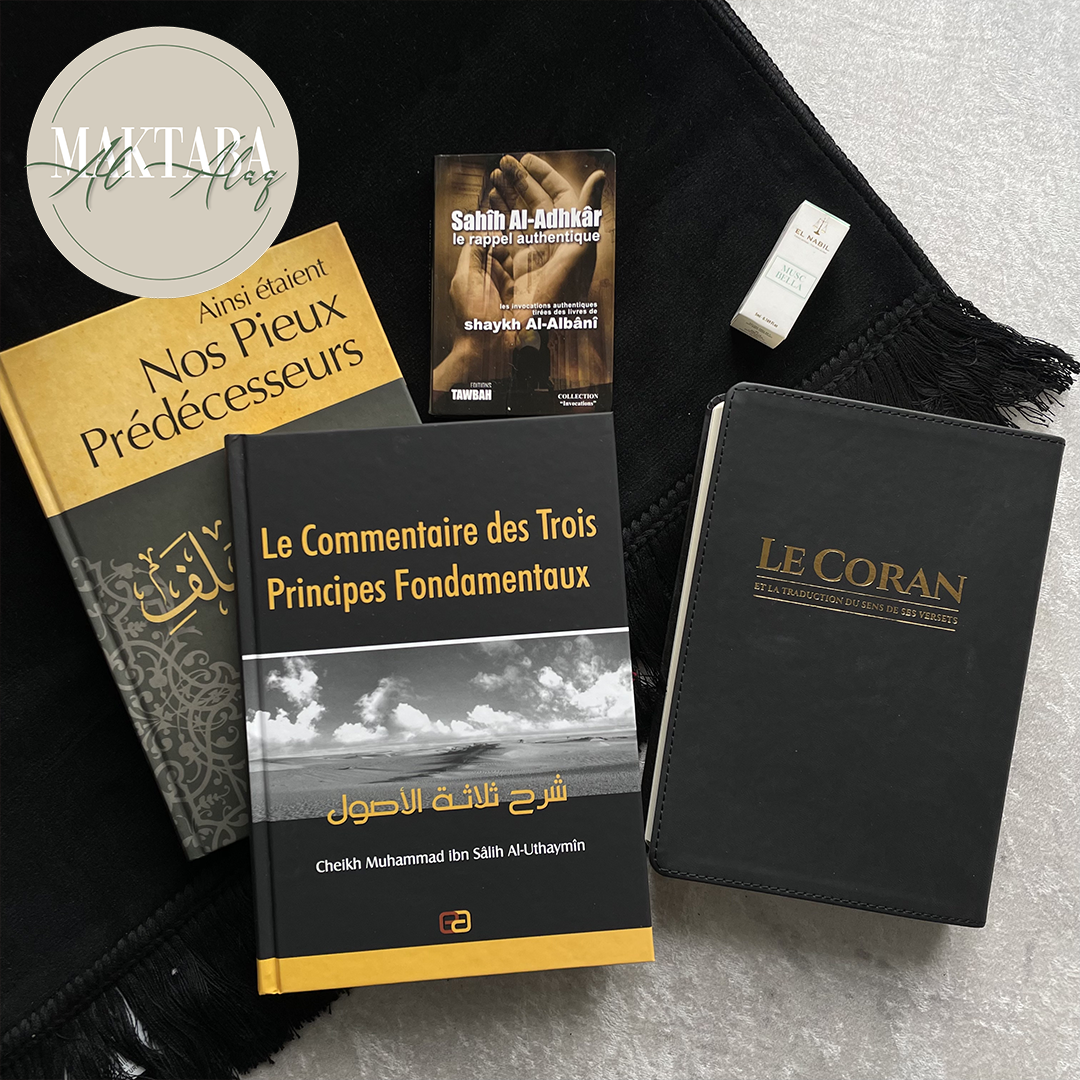 MAKTABA
Al-Alaq
Ainsi étaient
Nos Pieux
Prédécesseurs
Sahîh Al-Adhkâr
le rappel authentique
les invocations authentiques
tirées des livres de
shaykh Al-Albânî
EDITIONS
TAWBAH
COLLECTION
"Invocations"
EL NABIL
MUSC
BELLA
Le Commentaire des Trois
Principes Fondamentaux
شرح ثلاثة الأصول
Cheikh Muhammad ibn Sâlih Al-Uthaymîn
LE CORAN
ET LA TRADUCTION DU SENS DE SES VERSETS